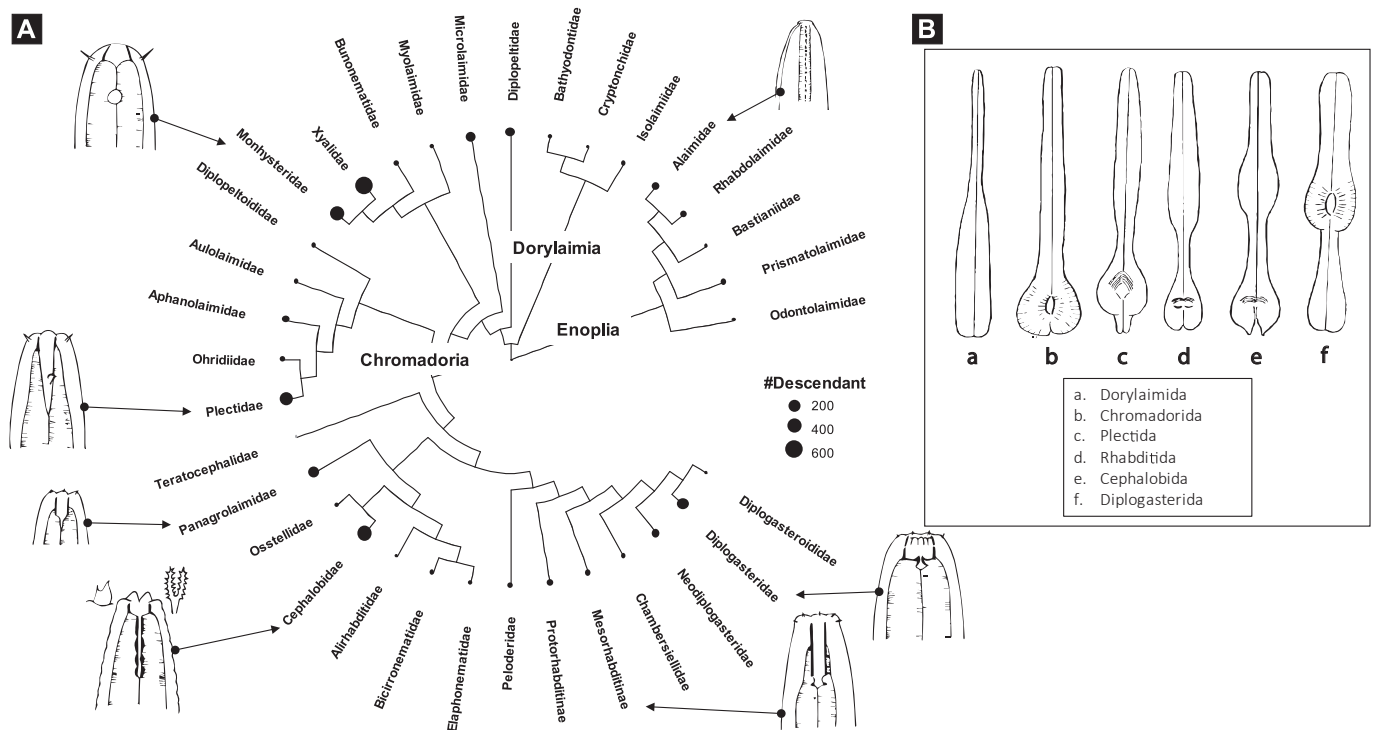 A
Bunonematidae
Myolaimidae
Microlaimidae
Diplopeltidae
Bathyodontidae
Cryptonchidae
Isolaimiidae
Alaimidae
Rhabdolaimidae
Bastianiidae
Prismatolaimidae
Odontolaimidae
Xyalidae
Monhysteridae
Diplopeltoididae
Aulolaimidae
Aphanolaimidae
Ohridiidae
Plectidae
Teratocephalidae
Panagrolaimidae
Osstellidae
Cephalobidae
Alirhabditidae
Bicirronematidae
Elaphonematidae
Peloderidae
Protorhabditinae
Mesorhabditinae
Chambersiellidae
Neodiplogasteridae
Diplogasteridae
Diplogasteroididae
Dorylaimia
Enoplia
Chromadoria
#Descendant
200
400
600
B
a b c d e f
a. Dorylaimida
b. Chromadorida
c. Plectida
d. Rhabditida
e. Cephalobida
f. Diplogasterida